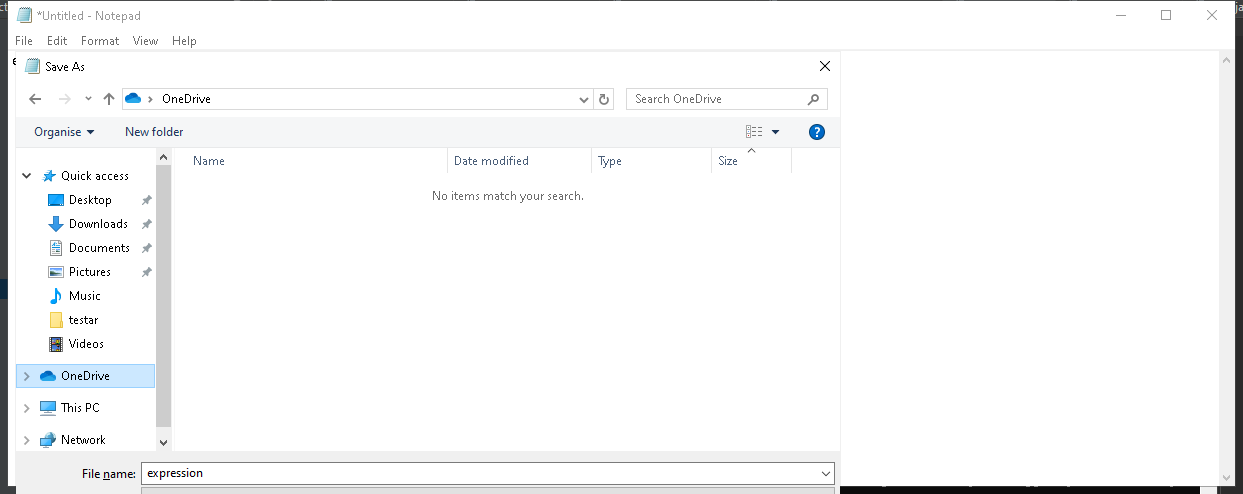 *Untitled - Notepad
File Edit Format View Help
Save As
OneDrive
Search OneDrive
Organise New folder
Name Date modified Type Size
No items match your search.
Quick access
Desktop
Downloads
Documents
Pictures
Music
testar
Videos
OneDrive
This PC
Network
File name: expression